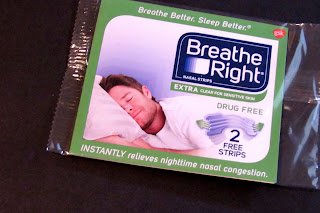 Breathe Better. Sleep Better.®
gsk
Breathe
Right®
NASAL STRIPS
EXTRA CLEAR FOR SENSITIVE SKIN
DRUG FREE
2
FREE
STRIPS
INSTANTLY relieves nighttime nasal congestion.